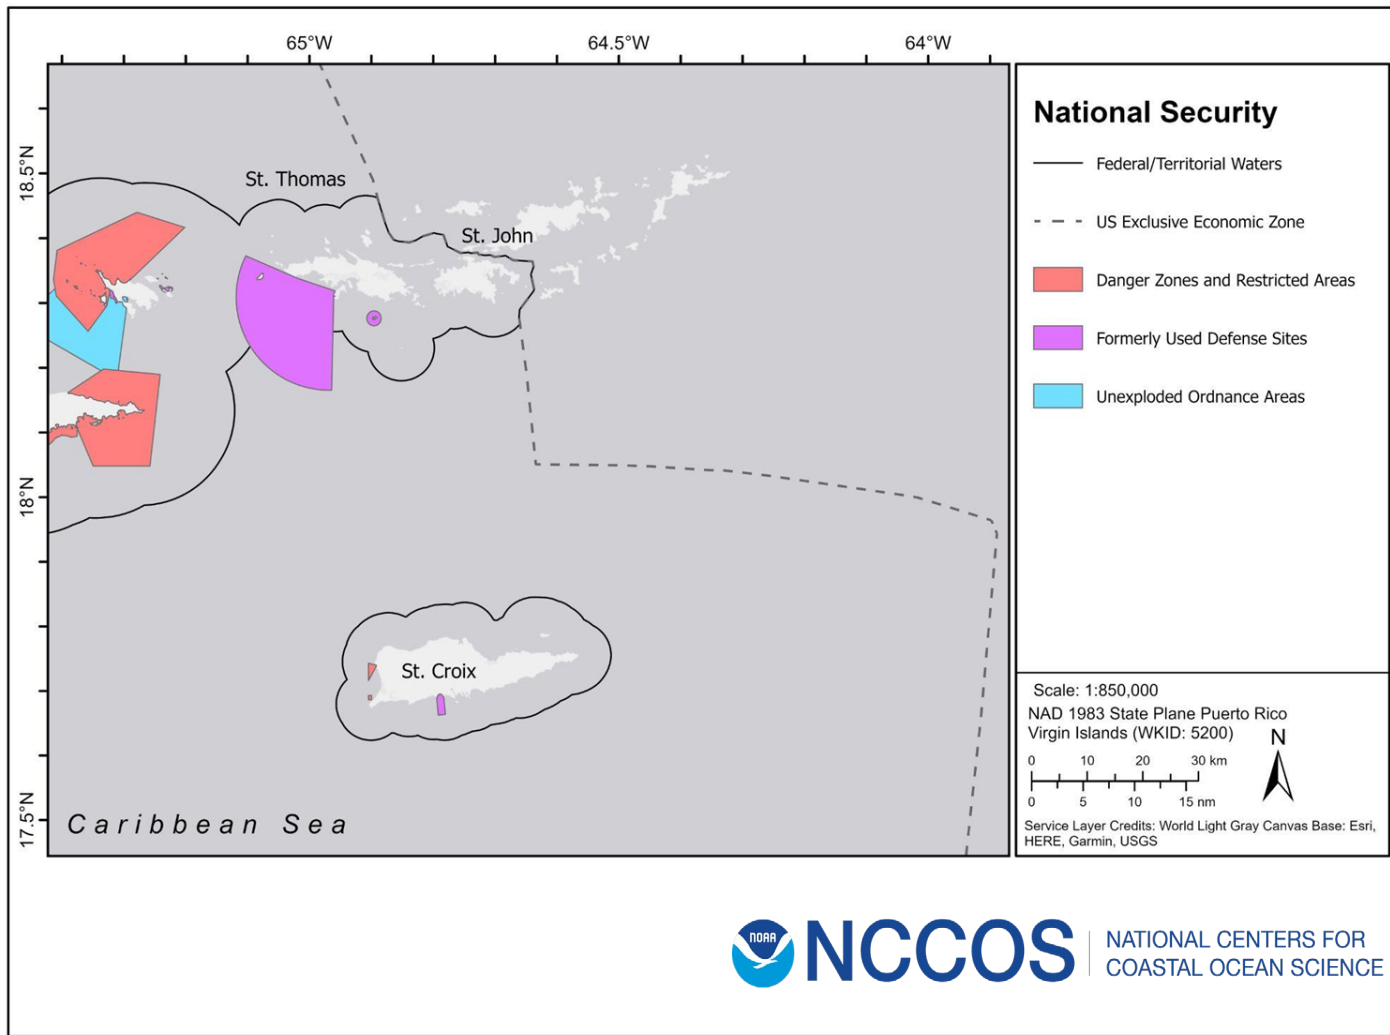 65°W 64.5°W 64°W
18.5°N
18°N
17.5°N
St. Thomas
St. John
St. Croix
Caribbean Sea
National Security
Federal/Territorial Waters
US Exclusive Economic Zone
Danger Zones and Restricted Areas
Formerly Used Defense Sites
Unexploded Ordnance Areas
Scale: 1:850,000
NAD 1983 State Plane Puerto Rico
Virgin Islands (WKID: 5200)
N
0 10 20 30 km
0 5 10 15 nm
Service Layer Credits: World Light Gray Canvas Base: Esri,
HERE, Garmin, USGS
NOAA
NCCOS
NATIONAL CENTERS FOR
COASTAL OCEAN SCIENCE